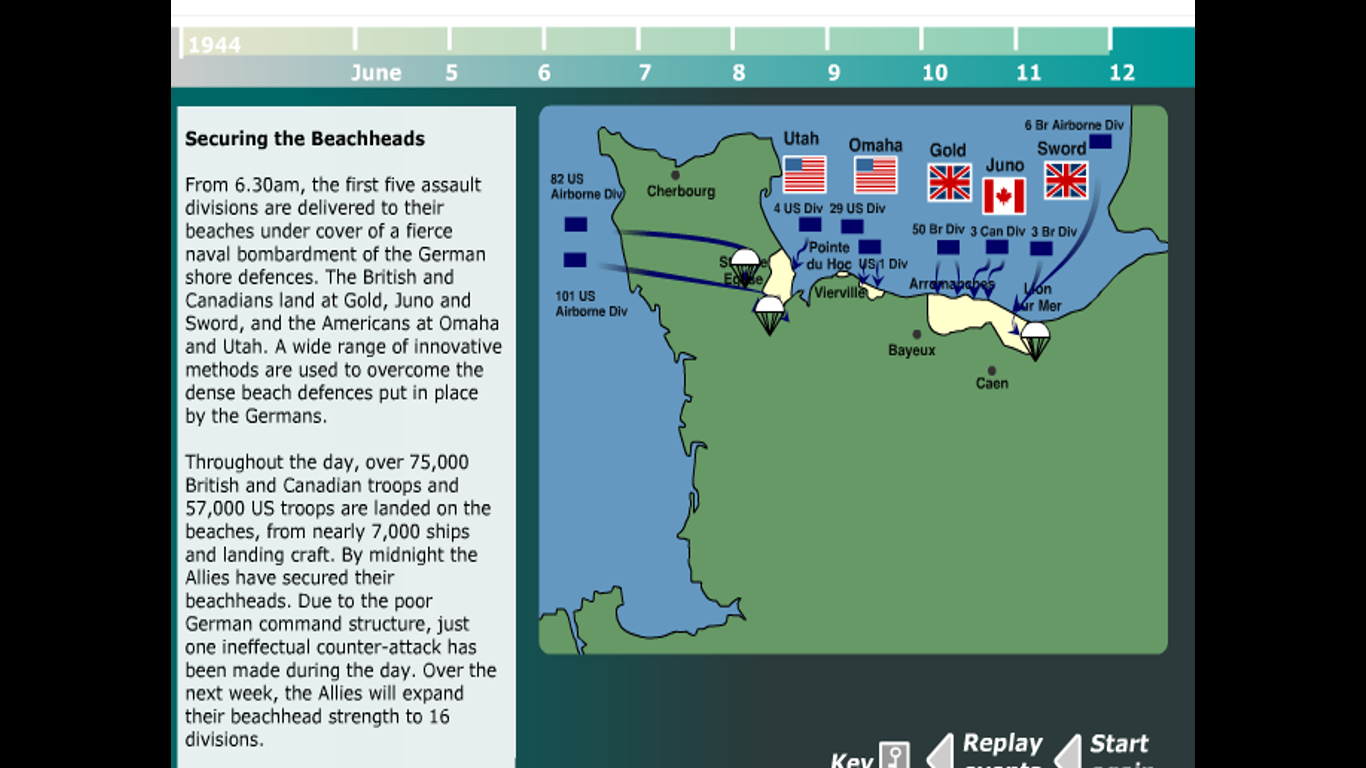 1944
June 5 6 7 8 9 10 11 12
Securing the Beachheads
From 6.30am, the first five assault
divisions are delivered to their
beaches under cover of a fierce
naval bombardment of the German
shore defences. The British and
Canadians land at Gold, Juno and
Sword, and the Americans at Omaha
and Utah. A wide range of innovative
methods are used to overcome the
dense beach defences put in place
by the Germans.
Throughout the day, over 75,000
British and Canadian troops and
57,000 US troops are landed on the
beaches, from nearly 7,000 ships
and landing craft. By midnight the
Allies have secured their
beachheads. Due to the poor
German command structure, just
one ineffectual counter-attack has
been made during the day. Over the
next week, the Allies will expand
their beachhead strength to 16
divisions.
6 Br Airborne Div
Utah
Omaha
Gold
Juno
Sword
82 US
Airborne Div
Cherbourg
4 US Div
29 US Div
50 Br Div
3 Can Div
3 Br Div
Pointe
du Hoc
US 1 Div
101 US
Airborne Div
Vierville
Arromanches
sur Mer
Bayeux
Caen
Key
Replay
Start